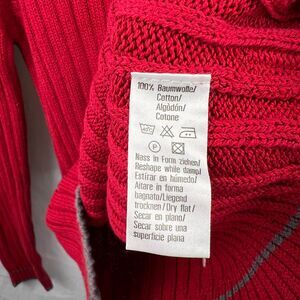 100% Baumwolle/
Cotton/
Algodón/
Cotone
P
Nass in Form ziehen/
Reshape while damp/
Estirar en húmedo/
Altare in forma
bagnato/Liegend
trocknen/Dry flat/
Secar en plano/
Secar sobre una
superficie plana